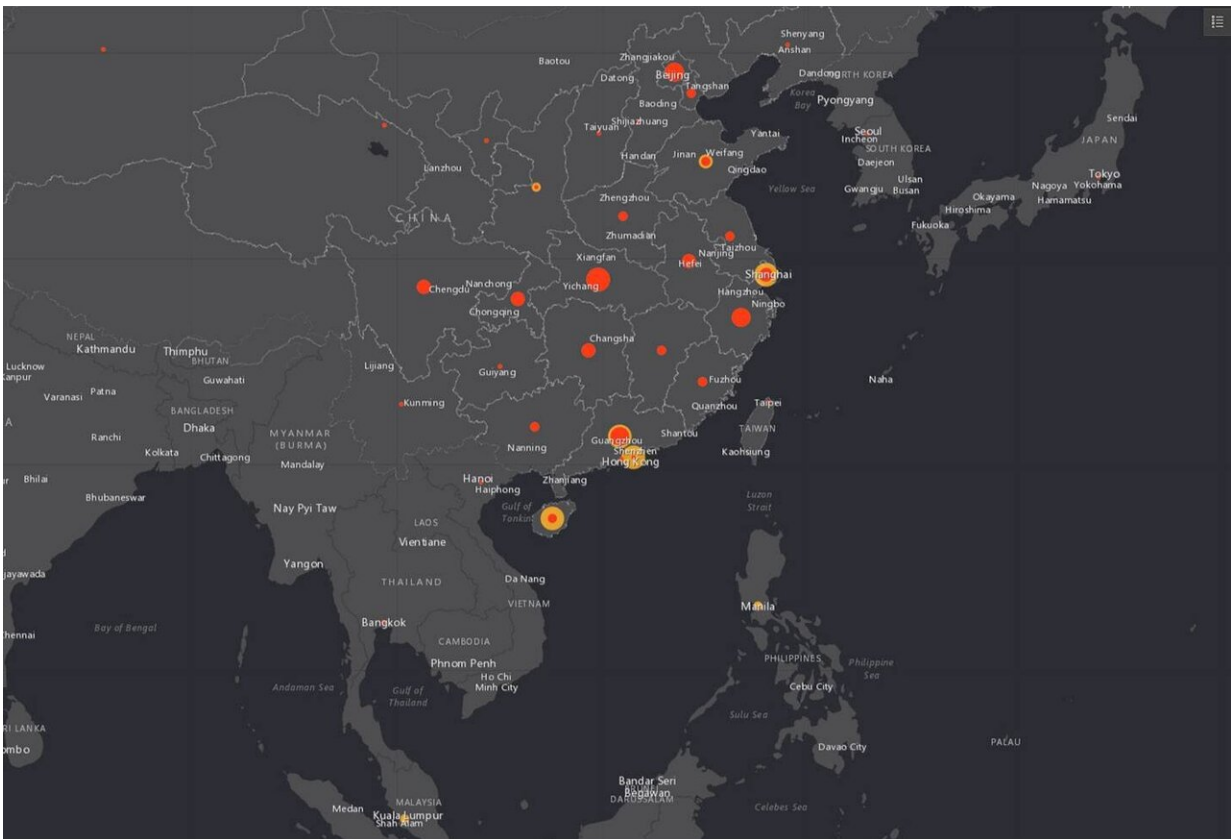 Shenyang
Anshan
Zhangjiakou
Baotou
Beijing
Datong
Dandong
NORTH KOREA
Tangshan
Korea
Bay
Baoding
Pyongyang
Sendai
Shijiazhuang
Taiyuan
Yantai
Seoul
Incheon
JAPAN
SOUTH KOREA
Handan
Jinan
Weifang
Daejeon
Lanzhou
Qingdao
Tokyo
Ulsan
Nagoya
Yokohama
Yellow Sea
Gwangju
Busan
Okayama
Hamamatsu
Zhengzhou
Hiroshima
CHINA
Fukuoka
Zhumadian
Taizhou
Nanjing
Xiangfan
Hefei
Shanghai
Nanchong
Yichang
Chengdu
Hangzhou
Ningbo
Chongqing
NEPAL
Changsha
Kathmandu
Thimphu
BHUTAN
Lucknow
Kanpur
Lijiang
Guiyang
Guwahati
Fuzhou
Naha
Patna
Varanasi
Kunming
Quanzhou
Taipei
BANGLADESH
Dhaka
TAIWAN
MYANMAR
(BURMA)
Ranchi
Shantou
Guangzhou
Nanning
Kolkata
Chittagong
Shenzhen
Kaohsiung
Mandalay
Hong Kong
Bhilai
Hanoi
Zhanjiang
Haiphong
Bhubaneswar
Luzon
Strait
Nay Pyi Taw
Gulf of
Tonkin
LAOS
Vientiane
Yangon
jayawada
THAILAND
Da Nang
VIETNAM
Manila
Bangkok
Bay of Bengal
Chennai
CAMBODIA
Phnom Penh
PHILIPPINES
Philippine
Sea
Ho Chi
Minh City
Andaman Sea
Gulf of
Thailand
Cebu City
Sulu Sea
RI LANKA
ombo
PALAU
Davao City
Bandar Seri
Begawan
BRUNEI
DARUSSALAM
MALAYSIA
Medan
Kuala Lumpur
Shah Alam
Celebes Sea